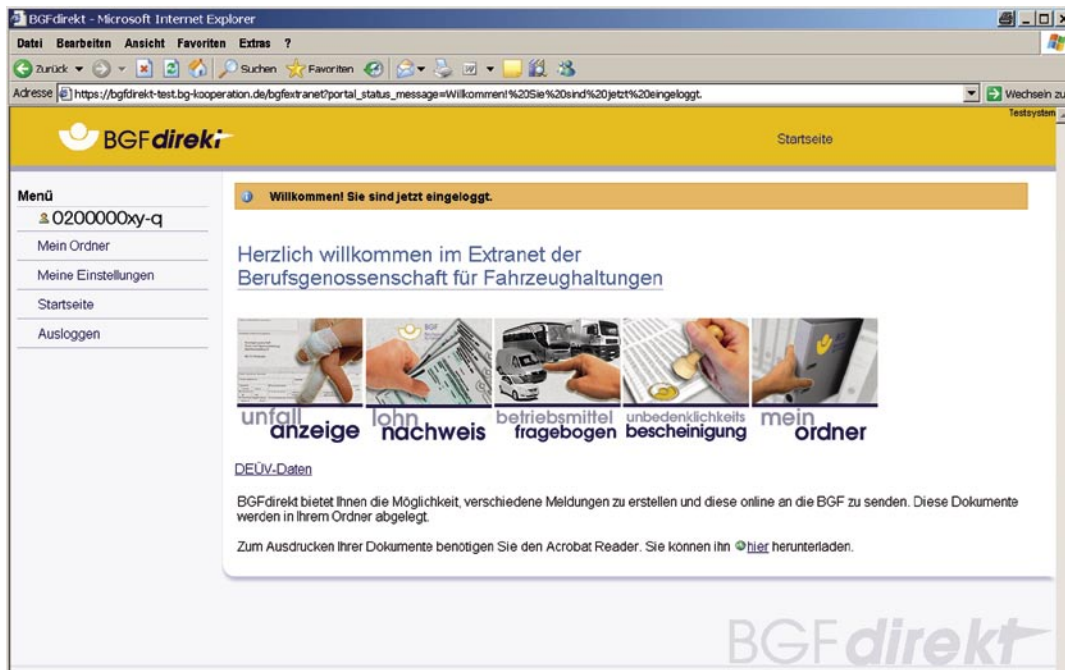 BGFdirekt - Microsoft Internet Explorer
Datei Bearbeiten Ansicht Favoriten Extras ?
Zurück Suchen Favoriten
Adresse https://bgfdirekt-test.bg-kooperation.de/bgfextranet?portal_status_message=Willkommen!%20Sie%20sind%20jetzt%20eingeloggt. Wechseln zu
Testsystem
BGFdirekt
Startseite
Menü
0200000xy-q
Mein Ordner
Meine Einstellungen
Startseite
Ausloggen
Willkommen! Sie sind jetzt eingeloggt.
Herzlich willkommen im Extranet der
Berufsgenossenschaft für Fahrzeughaltungen
BGF
unfall
anzeige
lohn
nachweis
betriebsmittel
fragebogen
unbedenklichkeits
bescheinigung
mein
ordner
DEÜV-Daten
BGFdirekt bietet Ihnen die Möglichkeit, verschiedene Meldungen zu erstellen und diese online an die BGF zu senden. Diese Dokumente
werden in Ihrem Ordner abgelegt.
Zum Ausdrucken Ihrer Dokumente benötigen Sie den Acrobat Reader. Sie können ihn hier herunterladen.
BGFdirekt